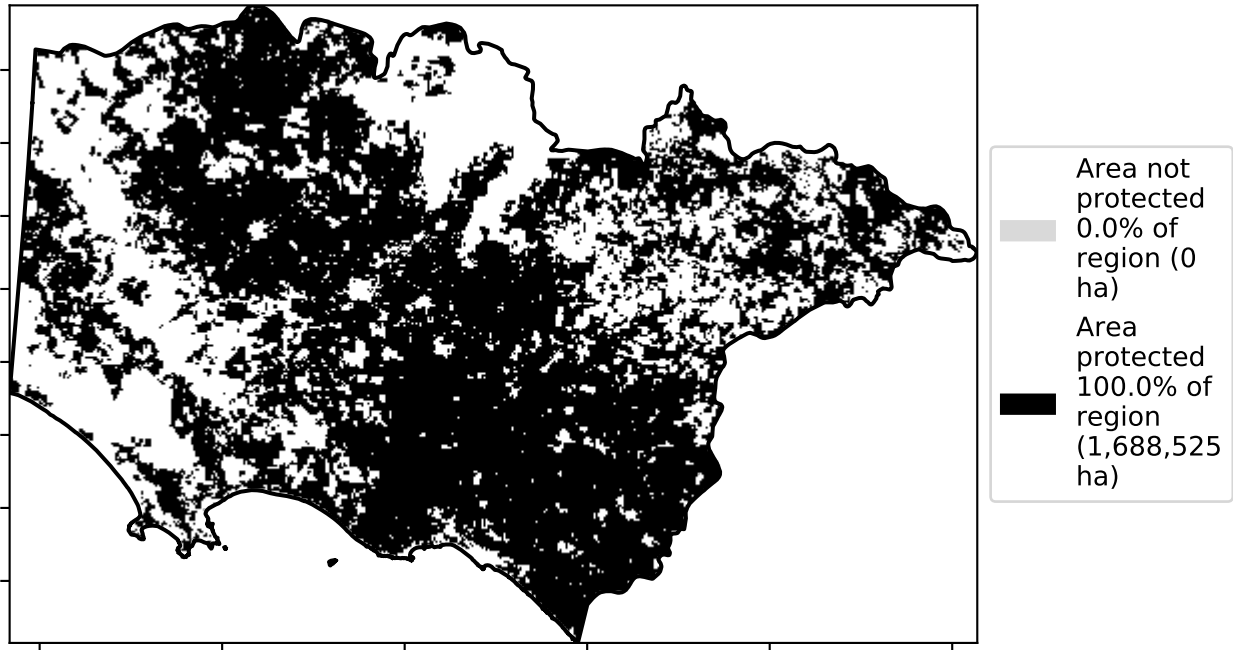 Area not
protected
0.0% of
region (0
ha)
Area
protected
100.0% of
region
(1,688,525
ha)